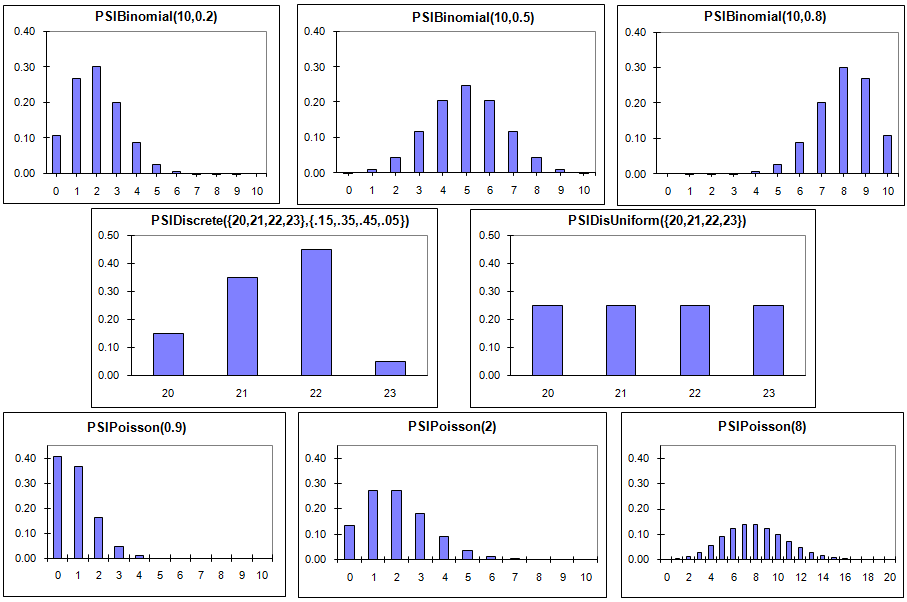 PSIBinomial(10,0.2)
0.40
0.30
0.20
0.10
0.00
0 1 2 3 4 5 6 7 8 9 10
PSIBinomial(10,0.5)
0.40
0.30
0.20
0.10
0.00
0 1 2 3 4 5 6 7 8 9 10
PSIBinomial(10,0.8)
0.40
0.30
0.20
0.10
0.00
0 1 2 3 4 5 6 7 8 9 10
PSIDiscrete({20,21,22,23},{.15,.35,.45,.05})
0.50
0.40
0.30
0.20
0.10
0.00
20 21 22 23
PSIDisUniform({20,21,22,23})
0.50
0.40
0.30
0.20
0.10
0.00
20 21 22 23
PSIPoisson(0.9)
0.40
0.30
0.20
0.10
0.00
0 1 2 3 4 5 6 7 8 9 10
PSIPoisson(2)
0.40
0.30
0.20
0.10
0.00
0 1 2 3 4 5 6 7 8 9 10
PSIPoisson(8)
0.40
0.30
0.20
0.10
0.00
0 2 4 6 8 10 12 14 16 18 20